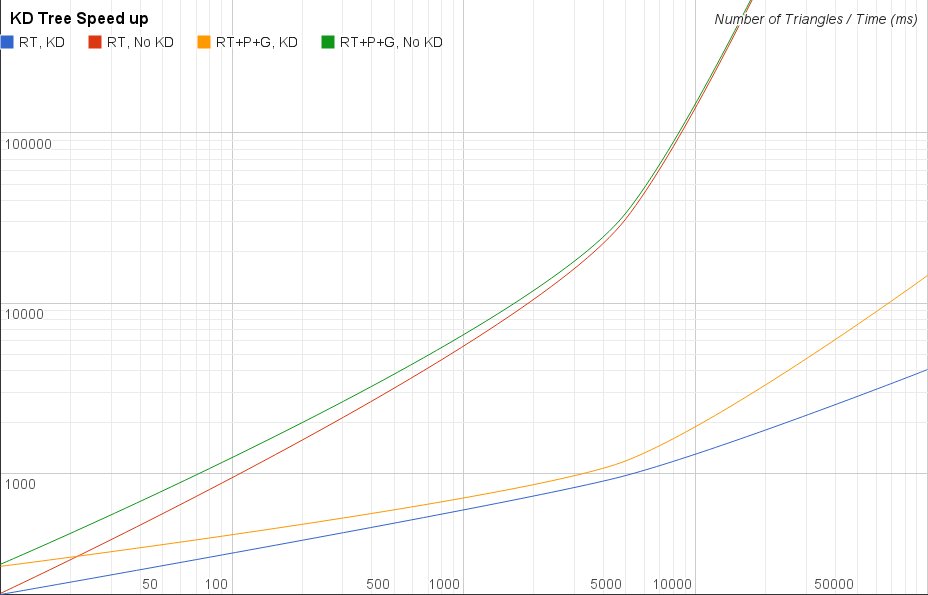 KD Tree Speed up
Number of Triangles / Time (ms)
RT, KD RT, No KD RT+P+G, KD RT+P+G, No KD
100000
10000
1000
50 100 500 1000 5000 10000 50000